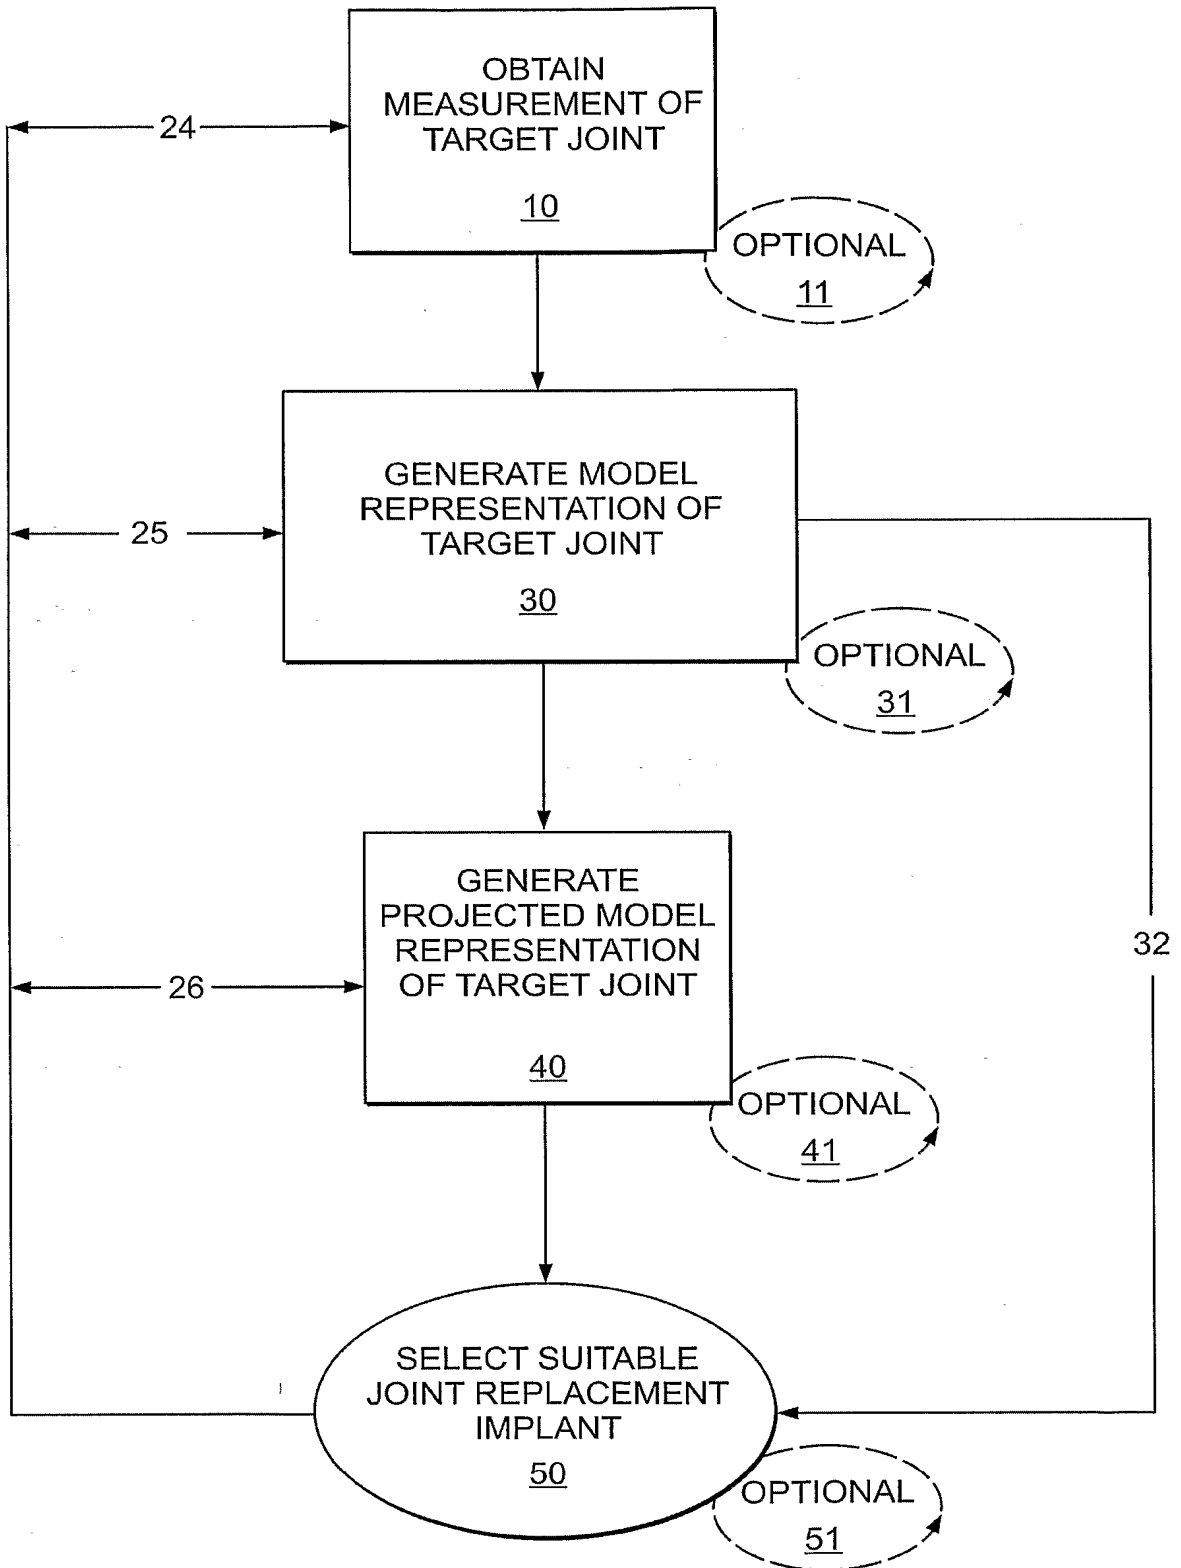 OBTAIN
MEASUREMENT OF
TARGET JOINT
10
24
OPTIONAL
11
GENERATE MODEL
REPRESENTATION OF
TARGET JOINT
30
25
OPTIONAL
31
GENERATE
PROJECTED MODEL
REPRESENTATION
OF TARGET JOINT
40
32
26
OPTIONAL
41
SELECT SUITABLE
JOINT REPLACEMENT
IMPLANT
50
OPTIONAL
51